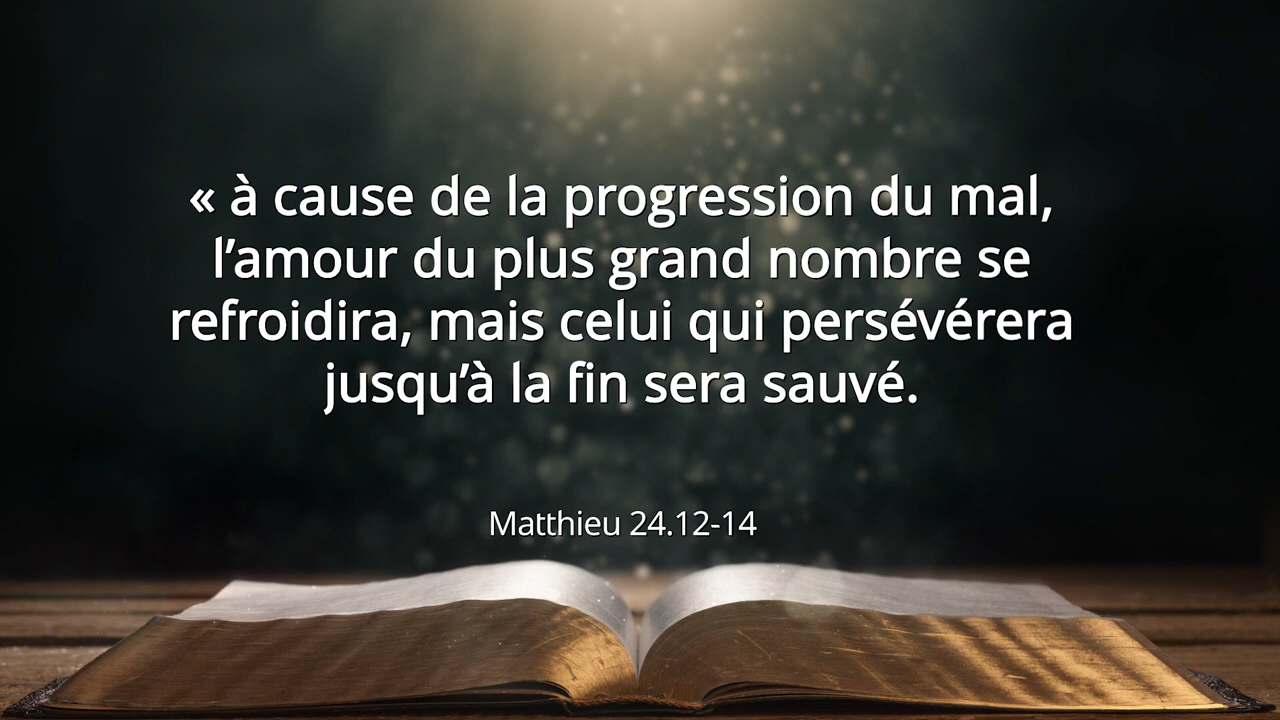 « à cause de la progression du mal,
l’amour du plus grand nombre se
refroidira, mais celui qui persévérera
jusqu’à la fin sera sauvé.
Matthieu 24.12-14